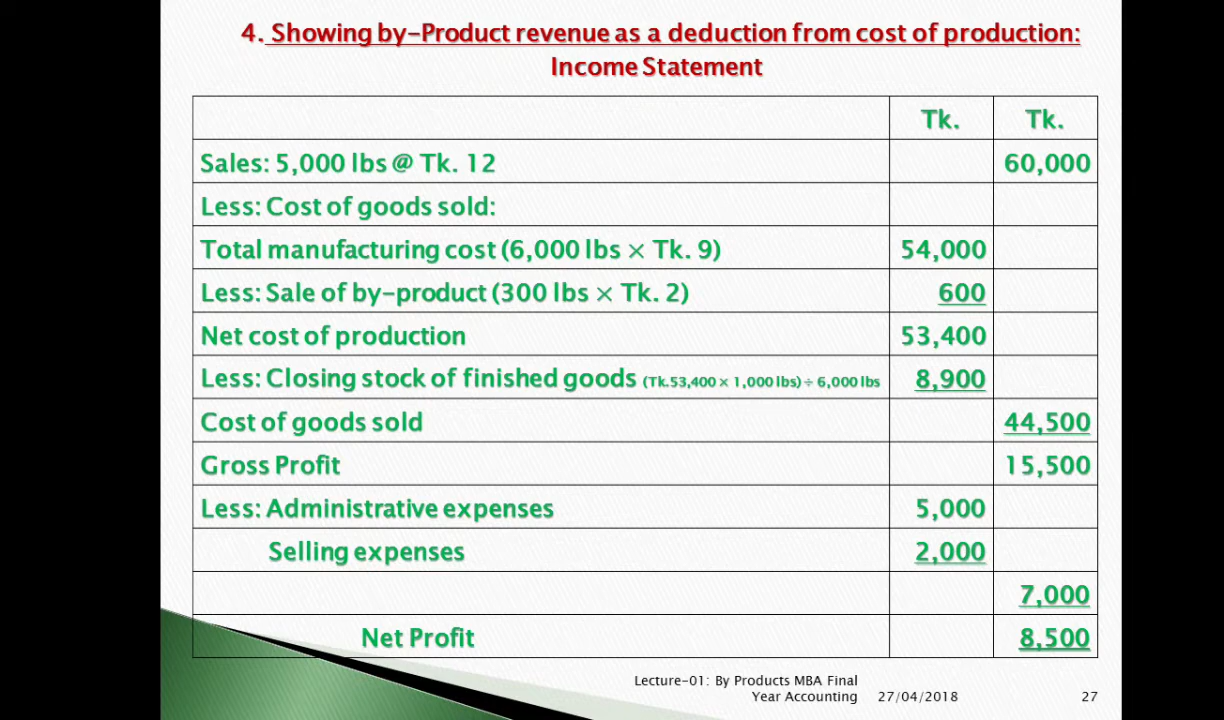 4. Showing by-Product revenue as a deduction from cost of production:
Income Statement
Tk. Tk.
Sales: 5,000 lbs @ Tk. 12 60,000
Less: Cost of goods sold:
Total manufacturing cost (6,000 lbs × Tk. 9) 54,000
Less: Sale of by-product (300 lbs × Tk. 2) 600
Net cost of production 53,400
Less: Closing stock of finished goods (Tk.53,400 × 1,000 lbs) ÷ 6,000 lbs 8,900
Cost of goods sold 44,500
Gross Profit 15,500
Less: Administrative expenses 5,000
Selling expenses 2,000
7,000
Net Profit 8,500
Lecture-01: By Products MBA Final
Year Accounting 27/04/2018 27